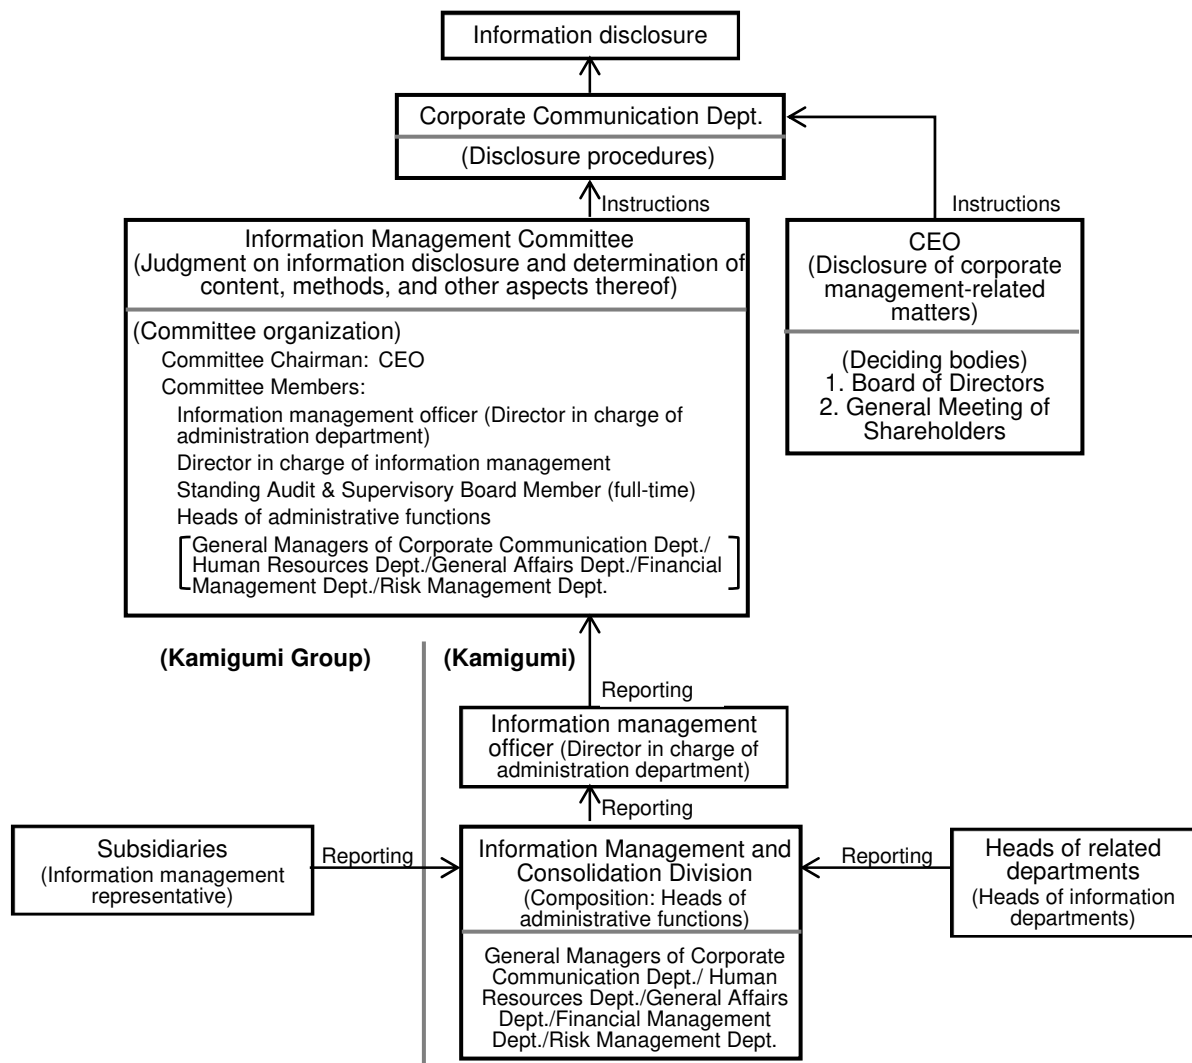 Information disclosure
Corporate Communication Dept.
(Disclosure procedures)
Instructions
Instructions
Information Management Committee
(Judgment on information disclosure and determination of
content, methods, and other aspects thereof)
(Committee organization)
Committee Chairman: CEO
Committee Members:
Information management officer (Director in charge of
administration department)
Director in charge of information management
Standing Audit & Supervisory Board Member (full-time)
Heads of administrative functions
General Managers of Corporate Communication Dept./
Human Resources Dept./General Affairs Dept./Financial
Management Dept./Risk Management Dept.
CEO
(Disclosure of corporate
management-related
matters)
(Deciding bodies)
1. Board of Directors
2. General Meeting of
Shareholders
(Kamigumi Group)
(Kamigumi)
Reporting
Information management
officer (Director in charge of
administration department)
Reporting
Subsidiaries
(Information management
representative)
Reporting
Information Management and
Consolidation Division
(Composition: Heads of
administrative functions)
General Managers of Corporate
Communication Dept./ Human
Resources Dept./General Affairs
Dept./Financial Management
Dept./Risk Management Dept.
Reporting
Heads of related
departments
(Heads of information
departments)